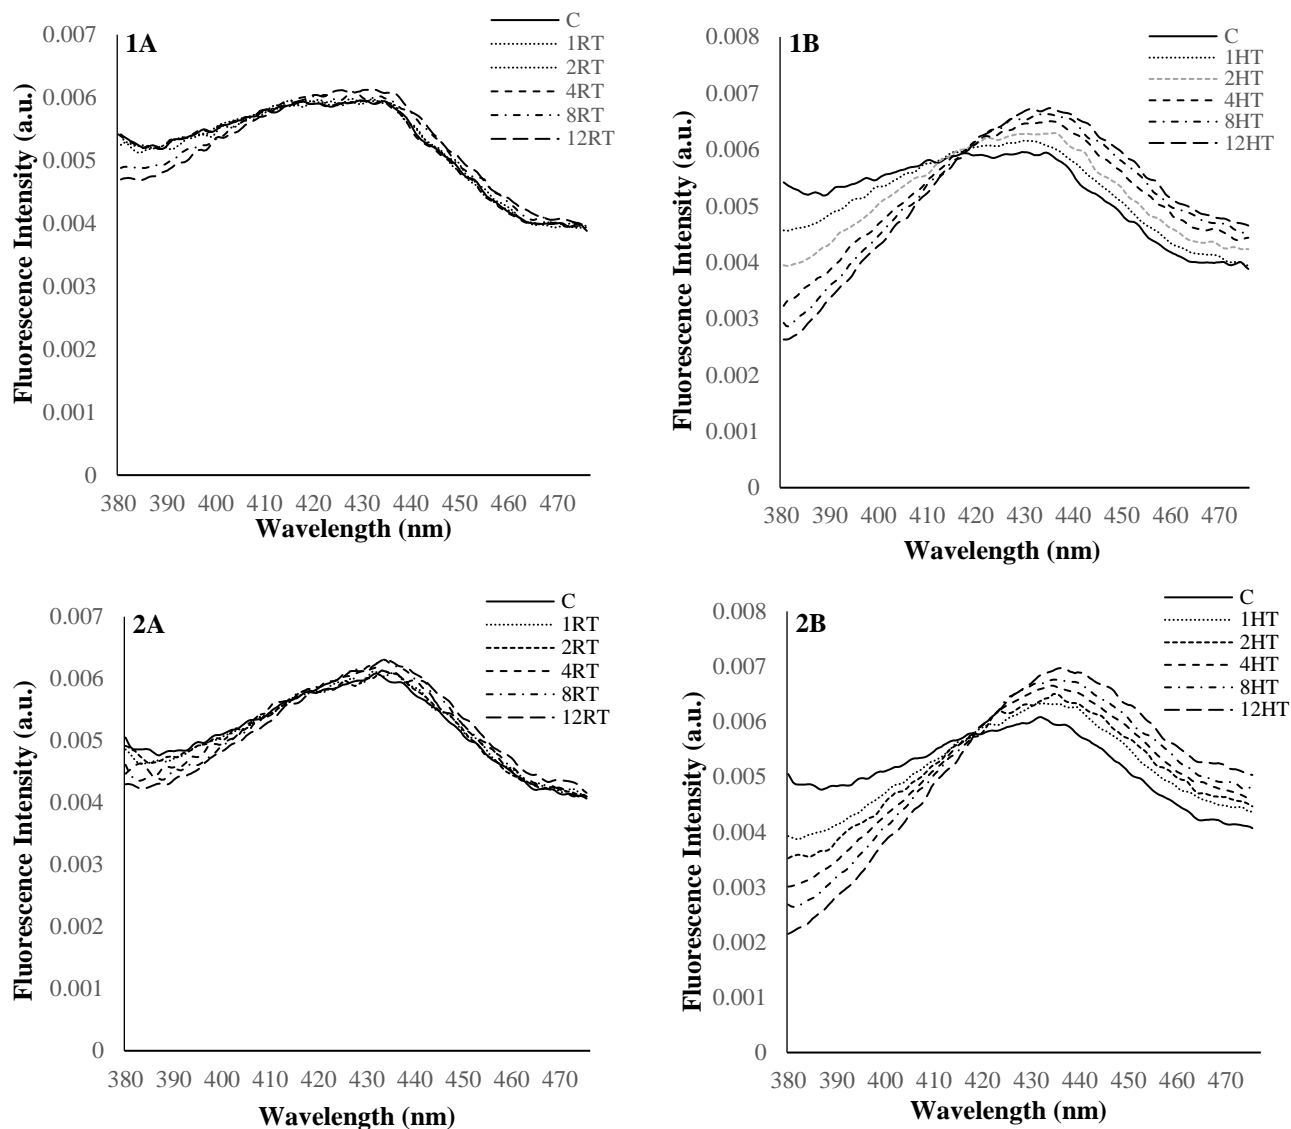 1A
C
1RT
2RT
4RT
8RT
12RT
Fluorescence Intensity (a.u.)
0.007
0.006
0.005
0.004
0.003
0.002
0.001
0
380 390 400 410 420 430 440 450 460 470
Wavelength (nm)
1B
C
1HT
2HT
4HT
8HT
12HT
Fluorescence Intensity (a.u.)
0.008
0.007
0.006
0.005
0.004
0.003
0.002
0.001
0
380 390 400 410 420 430 440 450 460 470
Wavelength (nm)
2A
C
1RT
2RT
4RT
8RT
12RT
Fluorescence Intensity (a.u.)
0.007
0.006
0.005
0.004
0.003
0.002
0.001
0
380 390 400 410 420 430 440 450 460 470
Wavelength (nm)
2B
C
1HT
2HT
4HT
8HT
12HT
Fluorescence Intensity (a.u.)
0.008
0.007
0.006
0.005
0.004
0.003
0.002
0.001
0
380 390 400 410 420 430 440 450 460 470
Wavelength (nm)